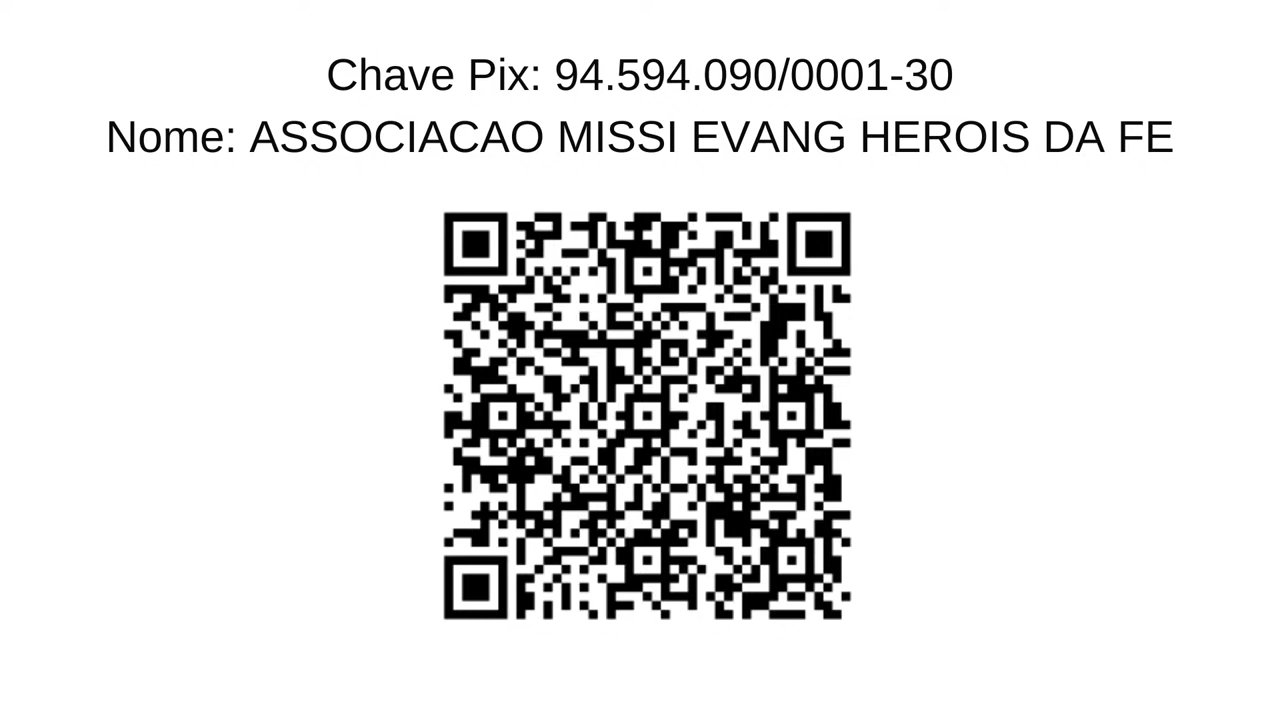 Chave Pix: 94.594.090/0001-30
Nome: ASSOCIACAO MISSI EVANG HEROIS DA FE